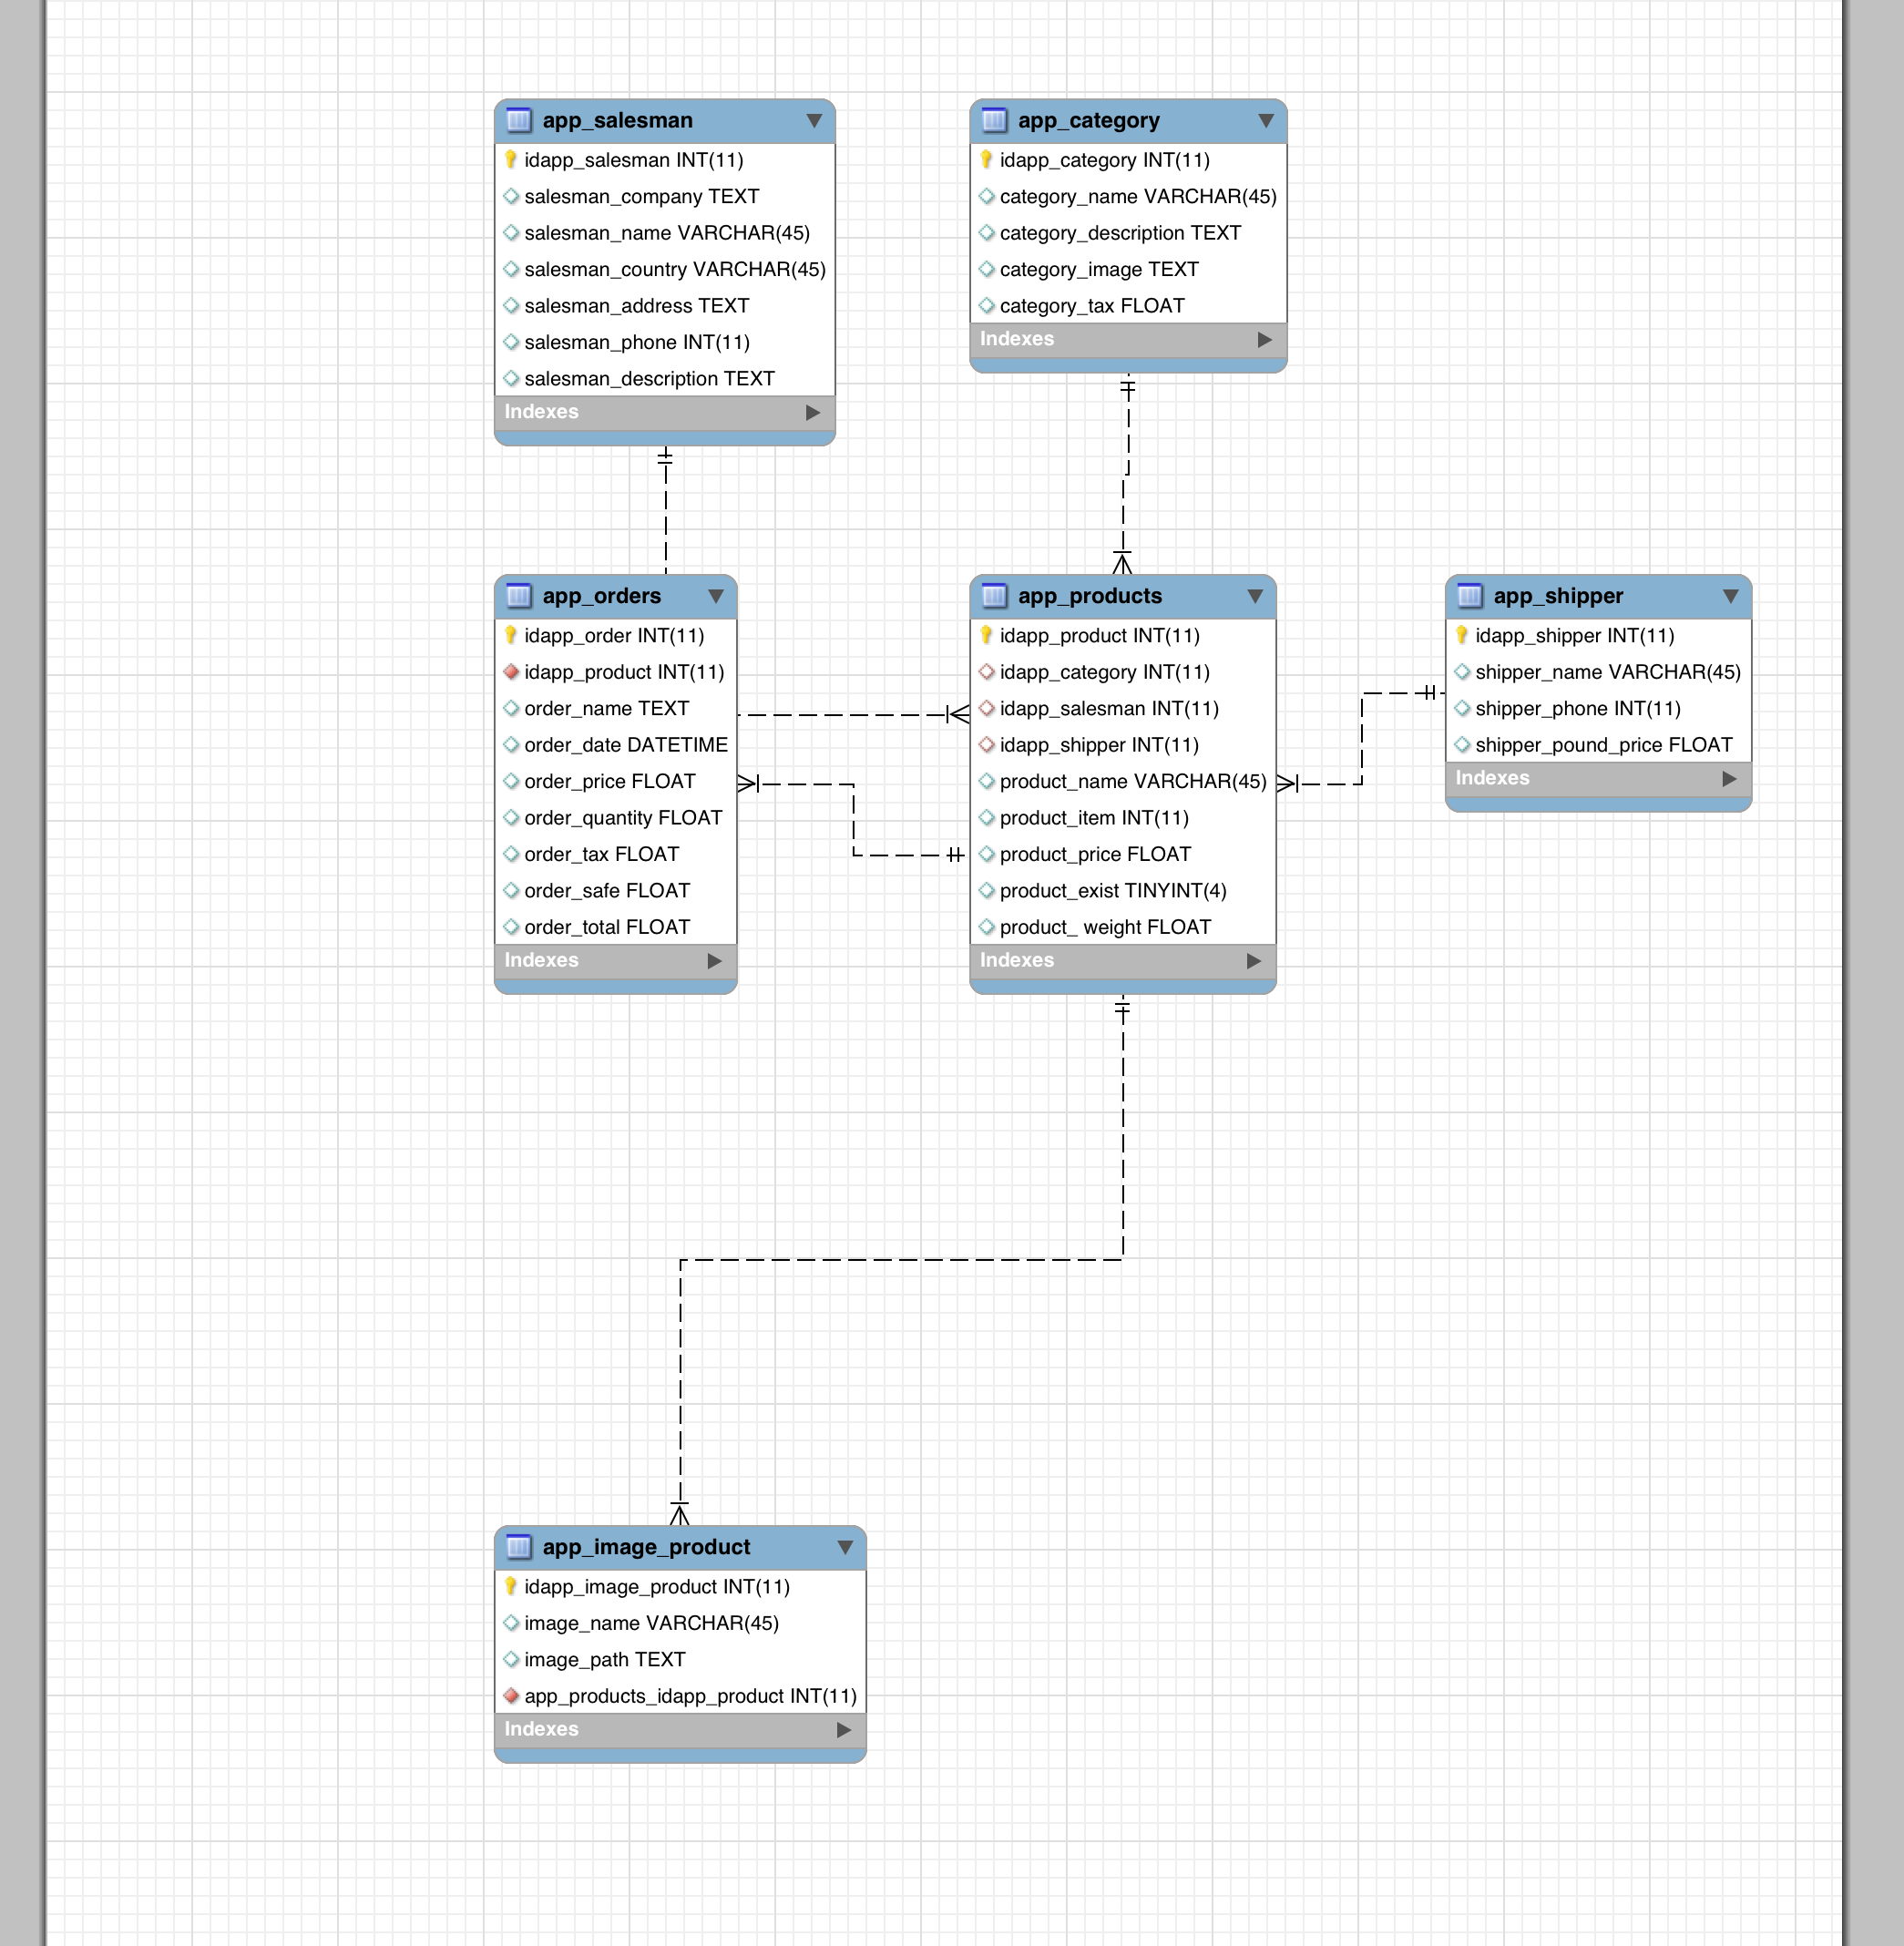 app_salesman
idapp_salesman INT(11)
salesman_company TEXT
salesman_name VARCHAR(45)
salesman_country VARCHAR(45)
salesman_address TEXT
salesman_phone INT(11)
salesman_description TEXT
Indexes
app_category
idapp_category INT(11)
category_name VARCHAR(45)
category_description TEXT
category_image TEXT
category_tax FLOAT
Indexes
app_orders
idapp_order INT(11)
idapp_product INT(11)
order_name TEXT
order_date DATETIME
order_price FLOAT
order_quantity FLOAT
order_tax FLOAT
order_safe FLOAT
order_total FLOAT
Indexes
app_products
idapp_product INT(11)
idapp_category INT(11)
idapp_salesman INT(11)
idapp_shipper INT(11)
product_name VARCHAR(45)
product_item INT(11)
product_price FLOAT
product_exist TINYINT(4)
product_ weight FLOAT
Indexes
app_shipper
idapp_shipper INT(11)
shipper_name VARCHAR(45)
shipper_phone INT(11)
shipper_pound_price FLOAT
Indexes
app_image_product
idapp_image_product INT(11)
image_name VARCHAR(45)
image_path TEXT
app_products_idapp_product INT(11)
Indexes